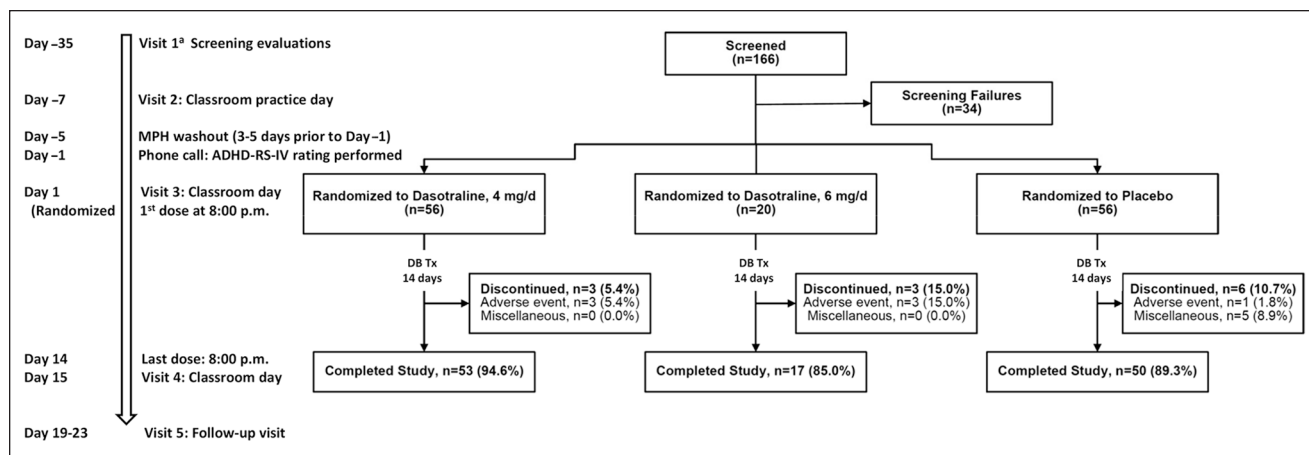 Day –35
Visit 1ª Screening evaluations
Screened
(n=166)
Day –7
Visit 2: Classroom practice day
Screening Failures
(n=34)
Day –5
MPH washout (3-5 days prior to Day –1)
Day –1
Phone call: ADHD-RS-IV rating performed
Day 1
(Randomized
Visit 3: Classroom day
1st dose at 8:00 p.m.
Randomized to Dasotraline, 4 mg/d
(n=56)
Randomized to Dasotraline, 6 mg/d
(n=20)
Randomized to Placebo
(n=56)
DB Tx
14 days
Discontinued, n=3 (5.4%)
Adverse event, n=3 (5.4%)
Miscellaneous, n=0 (0.0%)
DB Tx
14 days
Discontinued, n=3 (15.0%)
Adverse event, n=3 (15.0%)
Miscellaneous, n=0 (0.0%)
DB Tx
14 days
Discontinued, n=6 (10.7%)
Adverse event, n=1 (1.8%)
Miscellaneous, n=5 (8.9%)
Day 14
Last dose: 8:00 p.m.
Day 15
Visit 4: Classroom day
Completed Study, n=53 (94.6%)
Completed Study, n=17 (85.0%)
Completed Study, n=50 (89.3%)
Day 19-23
Visit 5: Follow-up visit